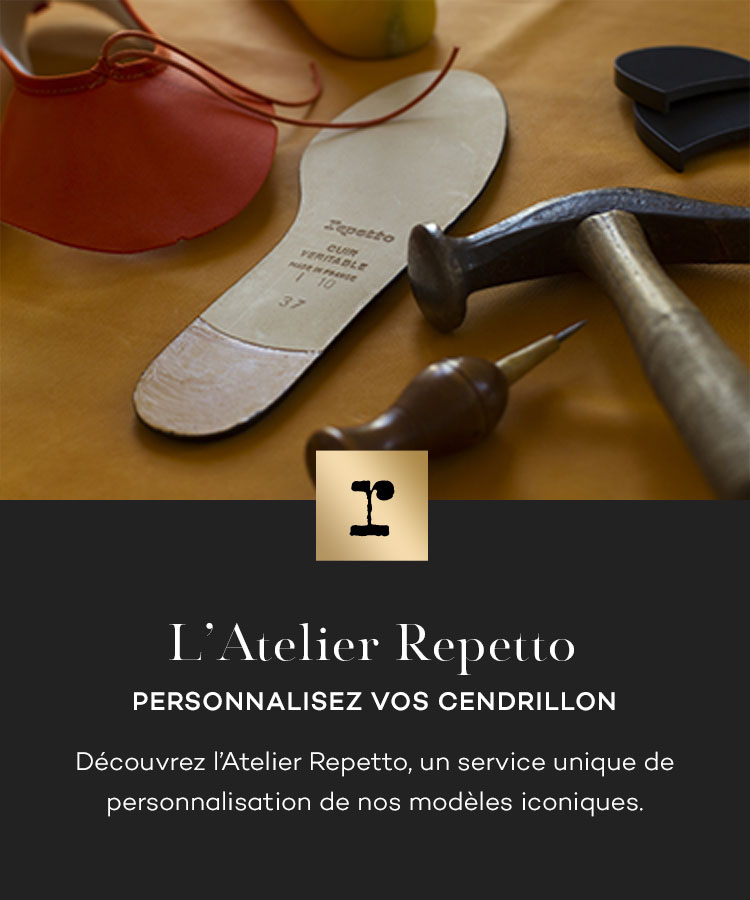 repetto
CUIR
VERITABLE
MADE IN FRANCE
1 10
37
r
L'Atelier Repetto
PERSONNALISEZ VOS CENDRILLON
Découvrez l'Atelier Repetto, un service unique de
personnalisation de nos modèles iconiques.